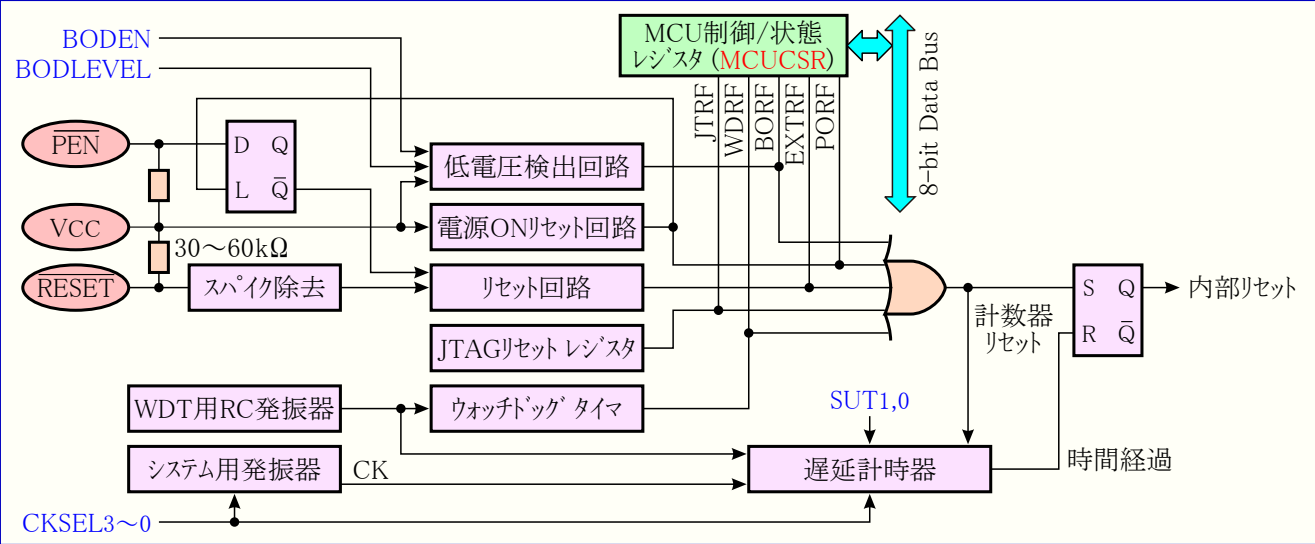 BODEN
BODLEVEL
PEN
VCC
RESET
30～60kΩ
D Q
L Q
スパイク除去
低電圧検出回路
電源ONリセット回路
リセット回路
JTAGリセット レジスタ
ウォッチドッグ タイマ
WDT用RC発振器
システム用発振器
CK
CKSEL3～0
MCU制御/状態
レジスタ (MCUCSR)
JTRF
WDRF
BORF
EXTRF
PORF
8-bit Data Bus
計数器
リセット
S Q
R Q
内部リセット
SUT1,0
遅延計時器
時間経過